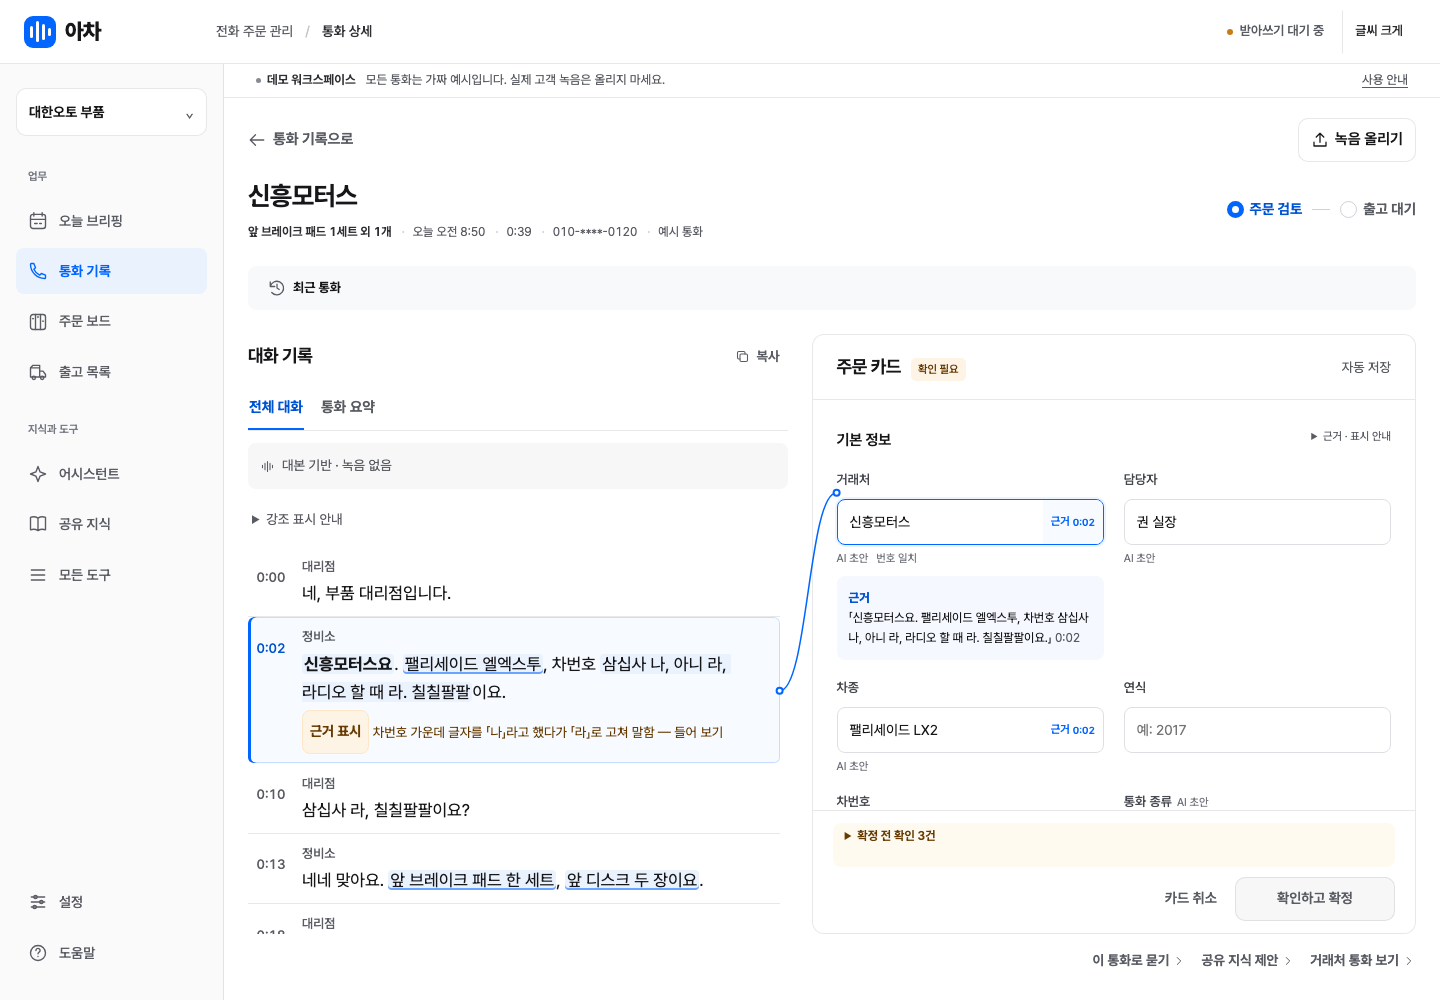 아차
전화 주문 관리 / 통화 상세
받아쓰기 대기 중
글씨 크게
대한오토 부품
데모 워크스페이스 모든 통화는 가짜 예시입니다. 실제 고객 녹음은 올리지 마세요.
사용 안내
업무
오늘 브리핑
통화 기록
주문 보드
출고 목록
지식과 도구
어시스턴트
공유 지식
모든 도구
설정
도움말
통화 기록으로
녹음 올리기
신흥모터스
앞 브레이크 패드 1세트 외 1개 · 오늘 오전 8:50 · 0:39 · 010-****-0120 · 예시 통화
주문 검토
출고 대기
최근 통화
대화 기록
복사
전체 대화
통화 요약
대본 기반 · 녹음 없음
▶ 강조 표시 안내
대리점
0:00
네, 부품 대리점입니다.
정비소
0:02
신흥모터스요. 팰리세이드 엘엑스투, 차번호 삼십사 나, 아니 라,
라디오 할 때 라. 칠칠팔팔이요.
근거 표시 차번호 가운데 글자를 「나」라고 했다가 「라」로 고쳐 말함 — 들어 보기
대리점
0:10
삼십사 라, 칠칠팔팔이요?
정비소
0:13
네네 맞아요. 앞 브레이크 패드 한 세트, 앞 디스크 두 장이요.
대리점
주문 카드
확인 필요
자동 저장
기본 정보
▶ 근거 · 표시 안내
거래처
담당자
신흥모터스
근거 0:02
권 실장
AI 초안 번호 일치
AI 초안
근거
「신흥모터스요. 팰리세이드 엘엑스투, 차번호 삼십사
나, 아니 라, 라디오 할 때 라. 칠칠팔팔이요.」 0:02
차종
연식
팰리세이드 LX2
근거 0:02
예: 2017
AI 초안
차번호
통화 종류 AI 초안
▶ 확정 전 확인 3건
카드 취소
확인하고 확정
이 통화로 묻기
공유 지식 제안
거래처 통화 보기